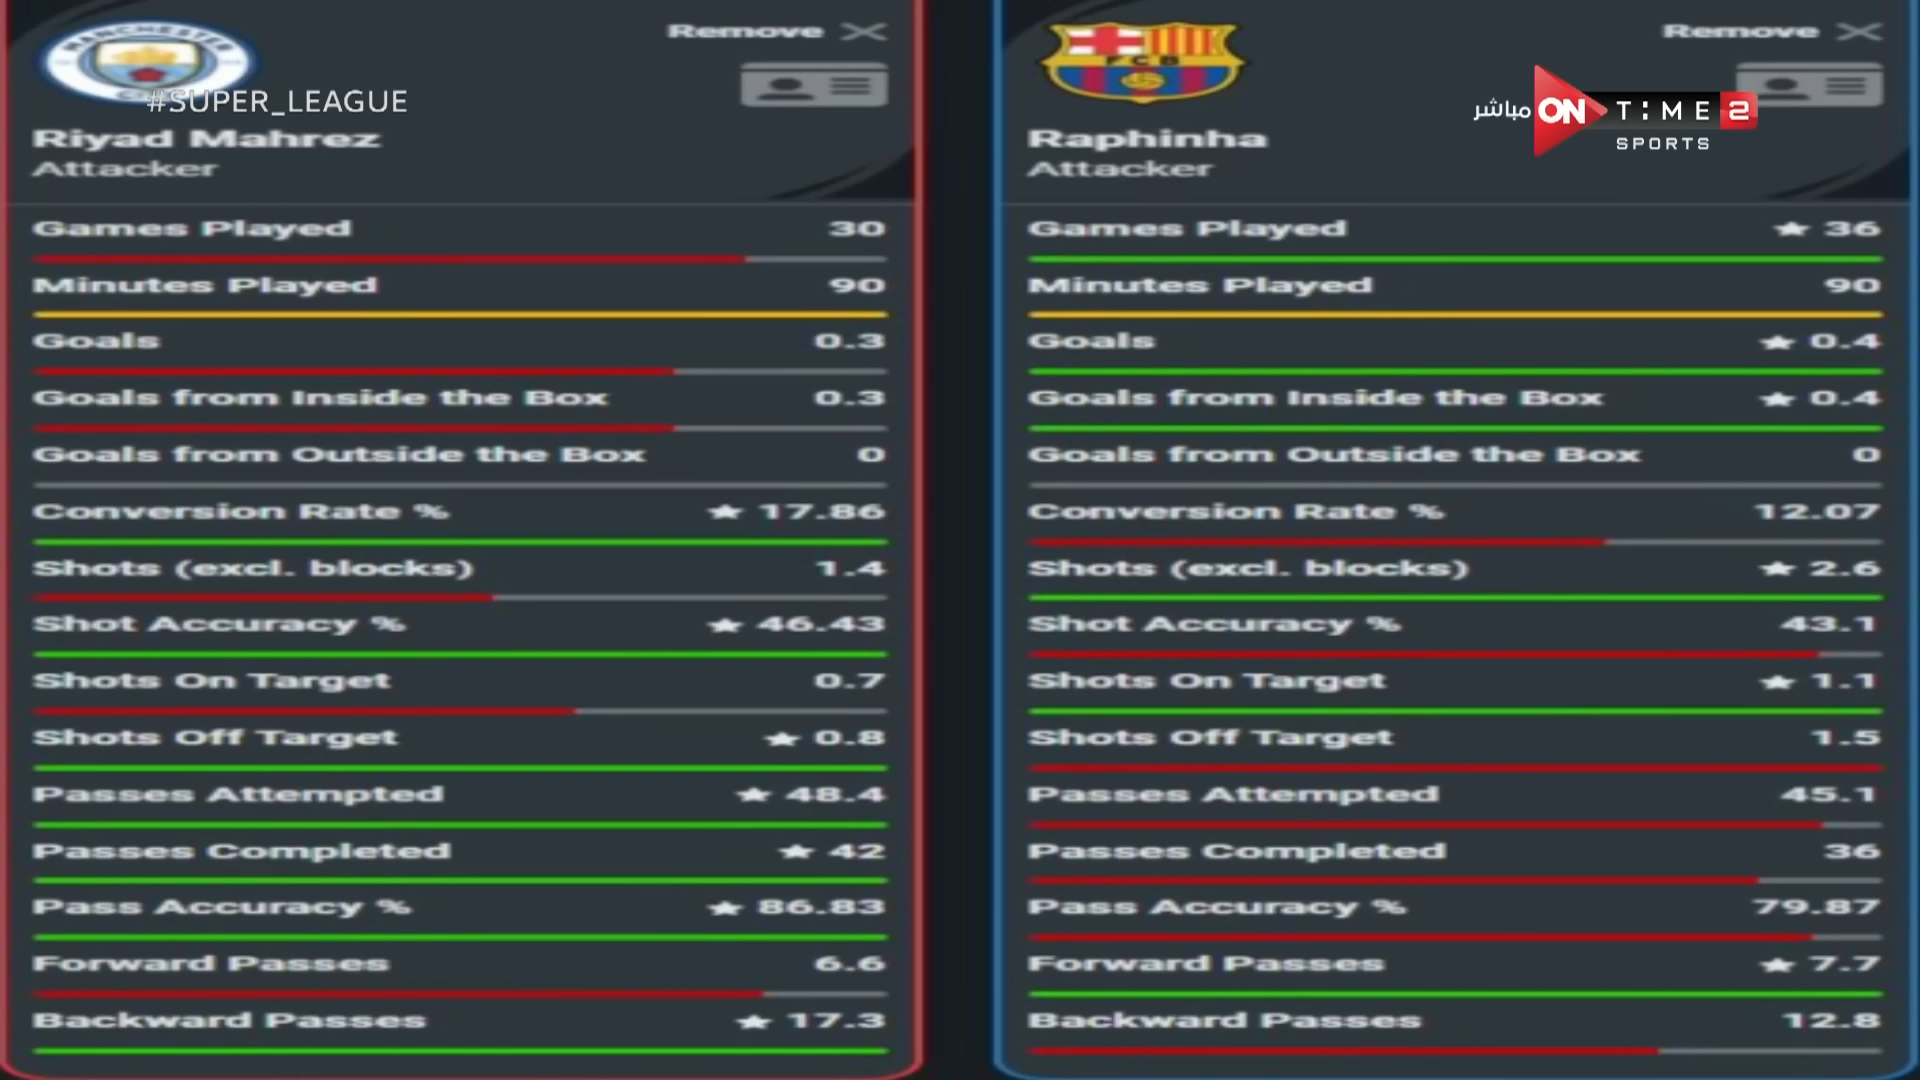 MANCHESTER
#SUPER_LEAGUE
Remove
Riyad Mahrez
Attacker
Games Played 30
Minutes Played 90
Goals 0.3
Goals from Inside the Box 0.3
Goals from Outside the Box 0
Conversion Rate % ★ 17.86
Shots (excl. blocks) 1.4
Shot Accuracy % ★ 46.43
Shots On Target 0.7
Shots Off Target ★ 0.8
Passes Attempted ★ 48.4
Passes Completed ★ 42
Pass Accuracy % ★ 86.83
Forward Passes 6.6
Backward Passes ★ 17.3
FCB
Remove
مباشر ON TIME 2
SPORTS
Raphinha
Attacker
Games Played ★ 36
Minutes Played 90
Goals ★ 0.4
Goals from Inside the Box ★ 0.4
Goals from Outside the Box 0
Conversion Rate % 12.07
Shots (excl. blocks) ★ 2.6
Shot Accuracy % 43.1
Shots On Target ★ 1.1
Shots Off Target 1.5
Passes Attempted 45.1
Passes Completed 36
Pass Accuracy % 79.87
Forward Passes ★ 7.7
Backward Passes 12.8